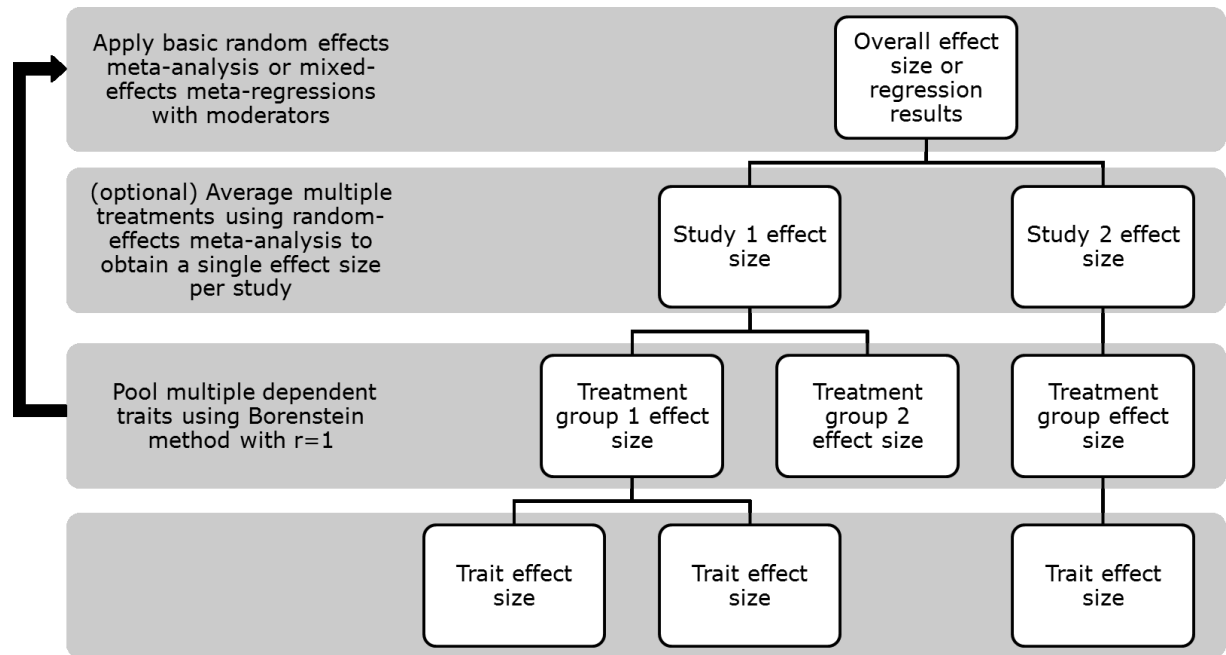 Apply basic random effects
meta-analysis or mixed-
effects meta-regressions
with moderators
Overall effect
size or
regression
results
(optional) Average multiple
treatments using random-
effects meta-analysis to
obtain a single effect size
per study
Study 1 effect
size
Study 2 effect
size
Pool multiple dependent
traits using Borenstein
method with r=1
Treatment
group 1 effect
size
Treatment
group 2
effect size
Treatment
group effect
size
Trait effect
size
Trait effect
size
Trait effect
size